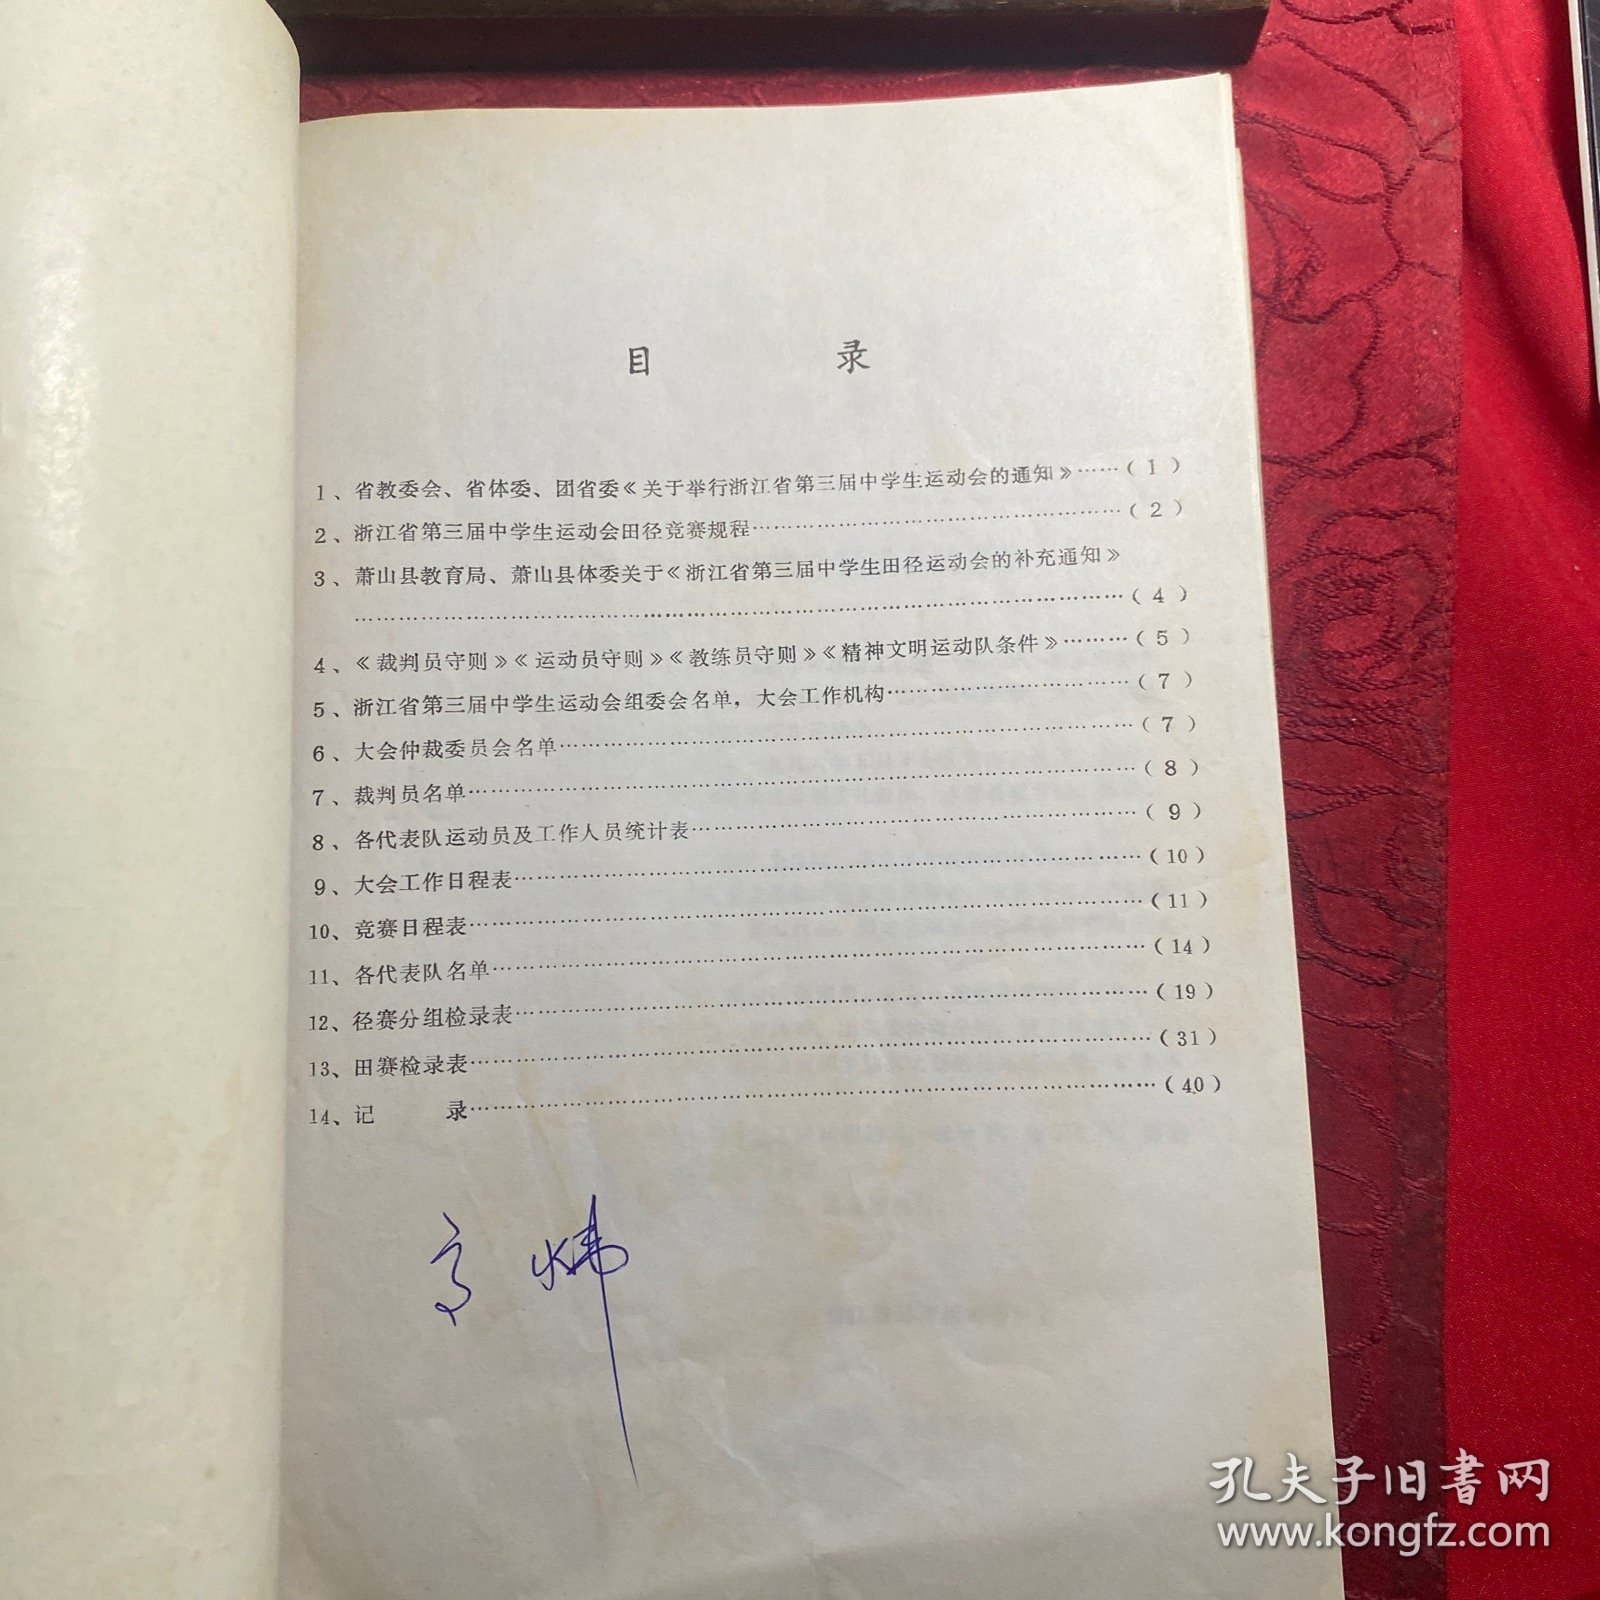 目 录
1、省教委会、省体委、团省委《关于举行浙江省第三届中学生运动会的通知》……(1)
2、浙江省第三届中学生运动会田径竞赛规程……(2)
3、萧山县教育局、萧山县体委关于《浙江省第三届中学生田径运动会的补充通知》
……(4)
4、《裁判员守则》《运动员守则》《教练员守则》《精神文明运动队条件》……(5)
5、浙江省第三届中学生运动会组委会名单，大会工作机构……(7)
6、大会仲裁委员会名单……(7)
7、裁判员名单……(8)
8、各代表队运动员及工作人员统计表……(9)
9、大会工作日程表……(10)
10、竞赛日程表……(11)
11、各代表队名单……(14)
12、径赛分组检录表……(19)
13、田赛检录表……(31)
14、记 录……(40)
高炜
孔夫子旧书网
www.kongfz.com